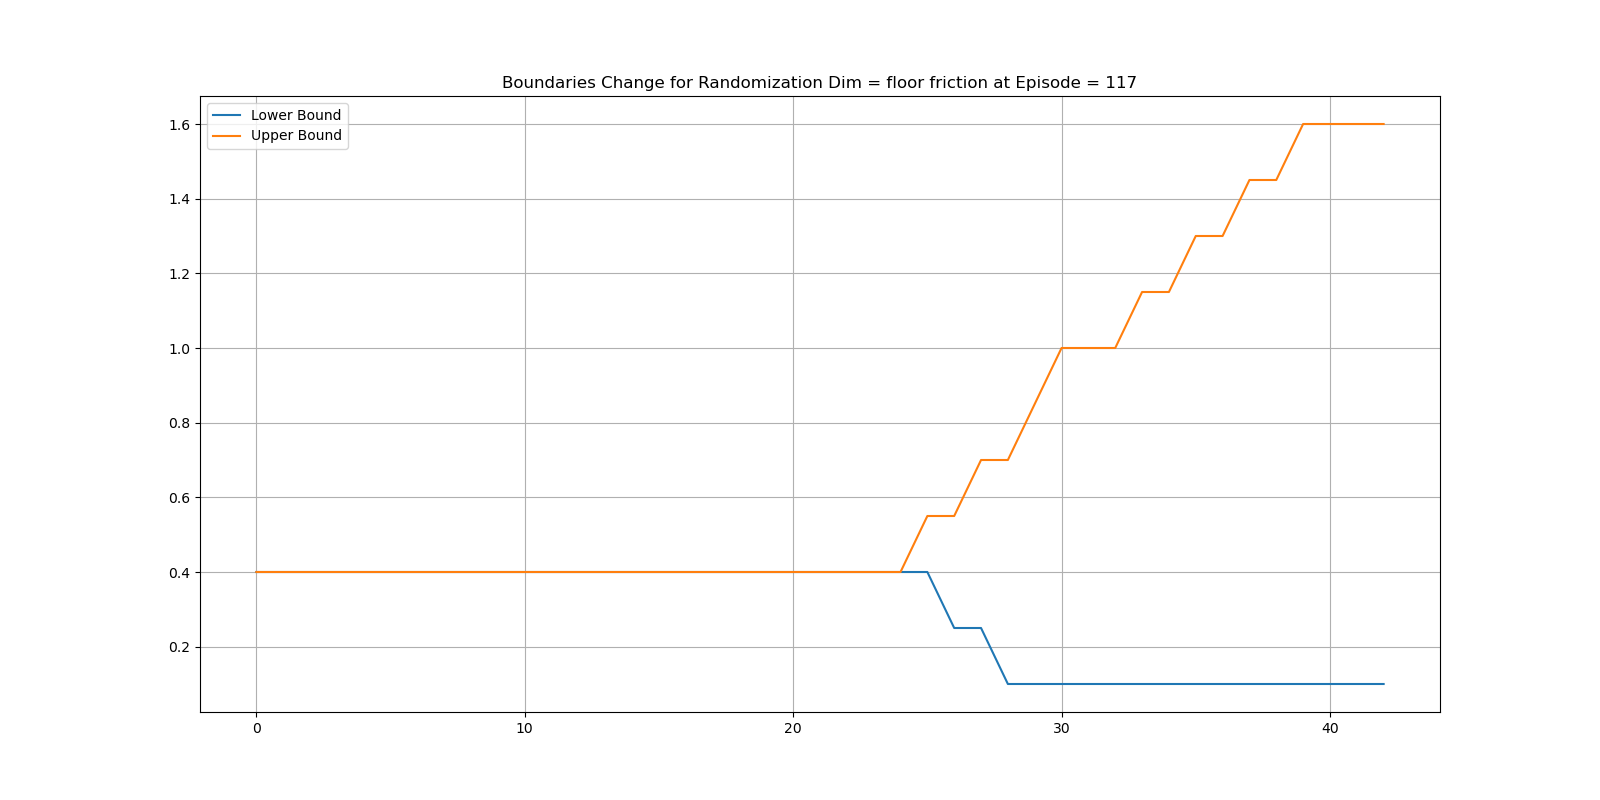 Boundaries Change for Randomization Dim = floor friction at Episode = 117
Lower Bound
Upper Bound
1.6
1.4
1.2
1.0
0.8
0.6
0.4
0.2
0 10 20 30 40